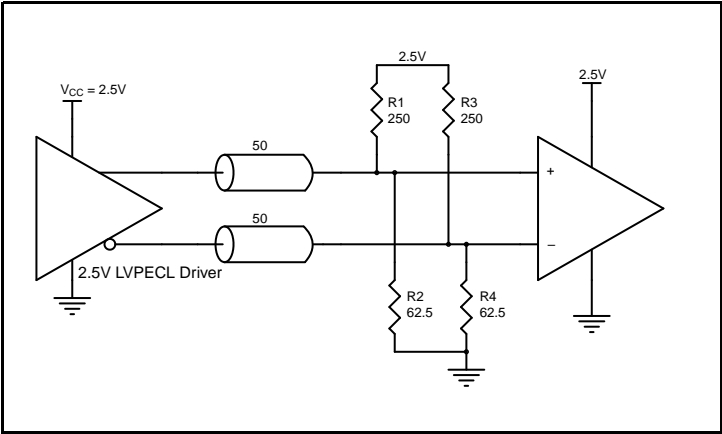 2.5V
V_CC = 2.5V
2.5V
R1
250
R3
250
50
+
50
–
2.5V LVPECL Driver
R2
62.5
R4
62.5